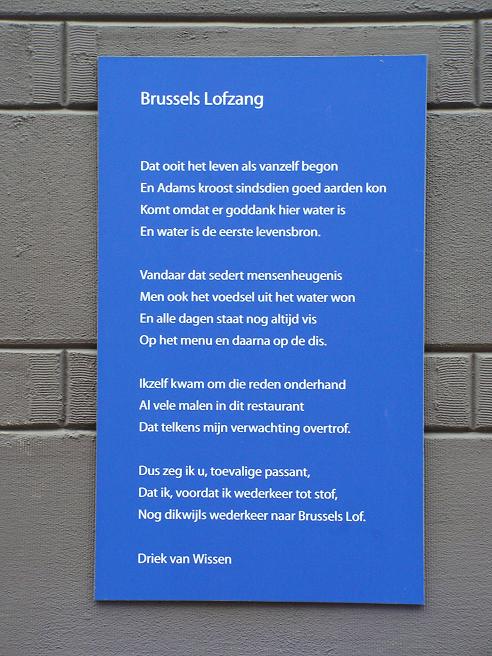 Brussels Lofzang
Dat ooit het leven als vanzelf begon
En Adams kroost sindsdien goed aarden kon
Komt omdat er goddank hier water is
En water is de eerste levensbron.
Vandaar dat sedert mensenheugenis
Men ook het voedsel uit het water won
En alle dagen staat nog altijd vis
Op het menu en daarna op de dis.
Ikzelf kwam om die reden onderhand
Al vele malen in dit restaurant
Dat telkens mijn verwachting overtrof.
Dus zeg ik u, toevalige passant,
Dat ik, voordat ik wederkeer tot stof,
Nog dikwijls wederkeer naar Brussels Lof.
Driek van Wissen